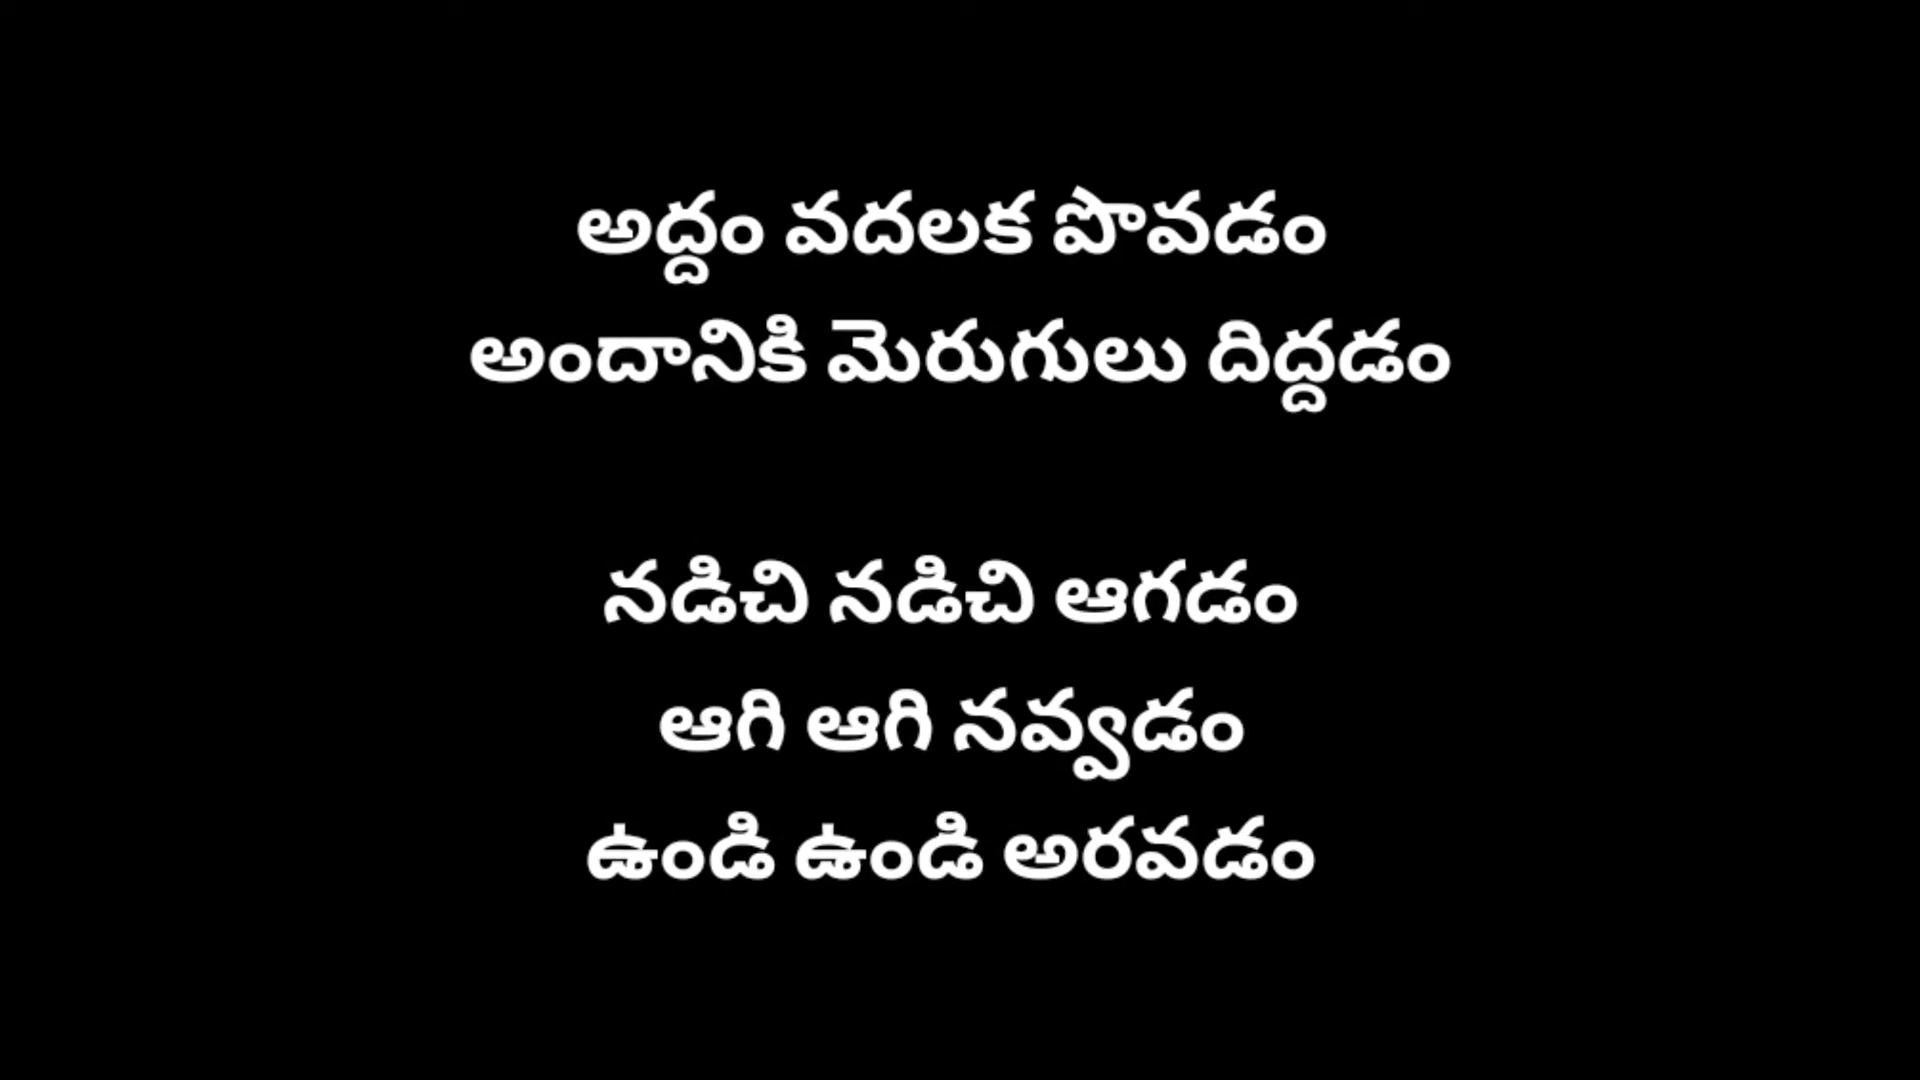 అద్దం వదలక పొవడం
అందానికి మెరుగులు దిద్దడం
నడిచి నడిచి ఆగడం
ఆగి ఆగి నవ్వడం
ఉండి ఉండి అరవడం